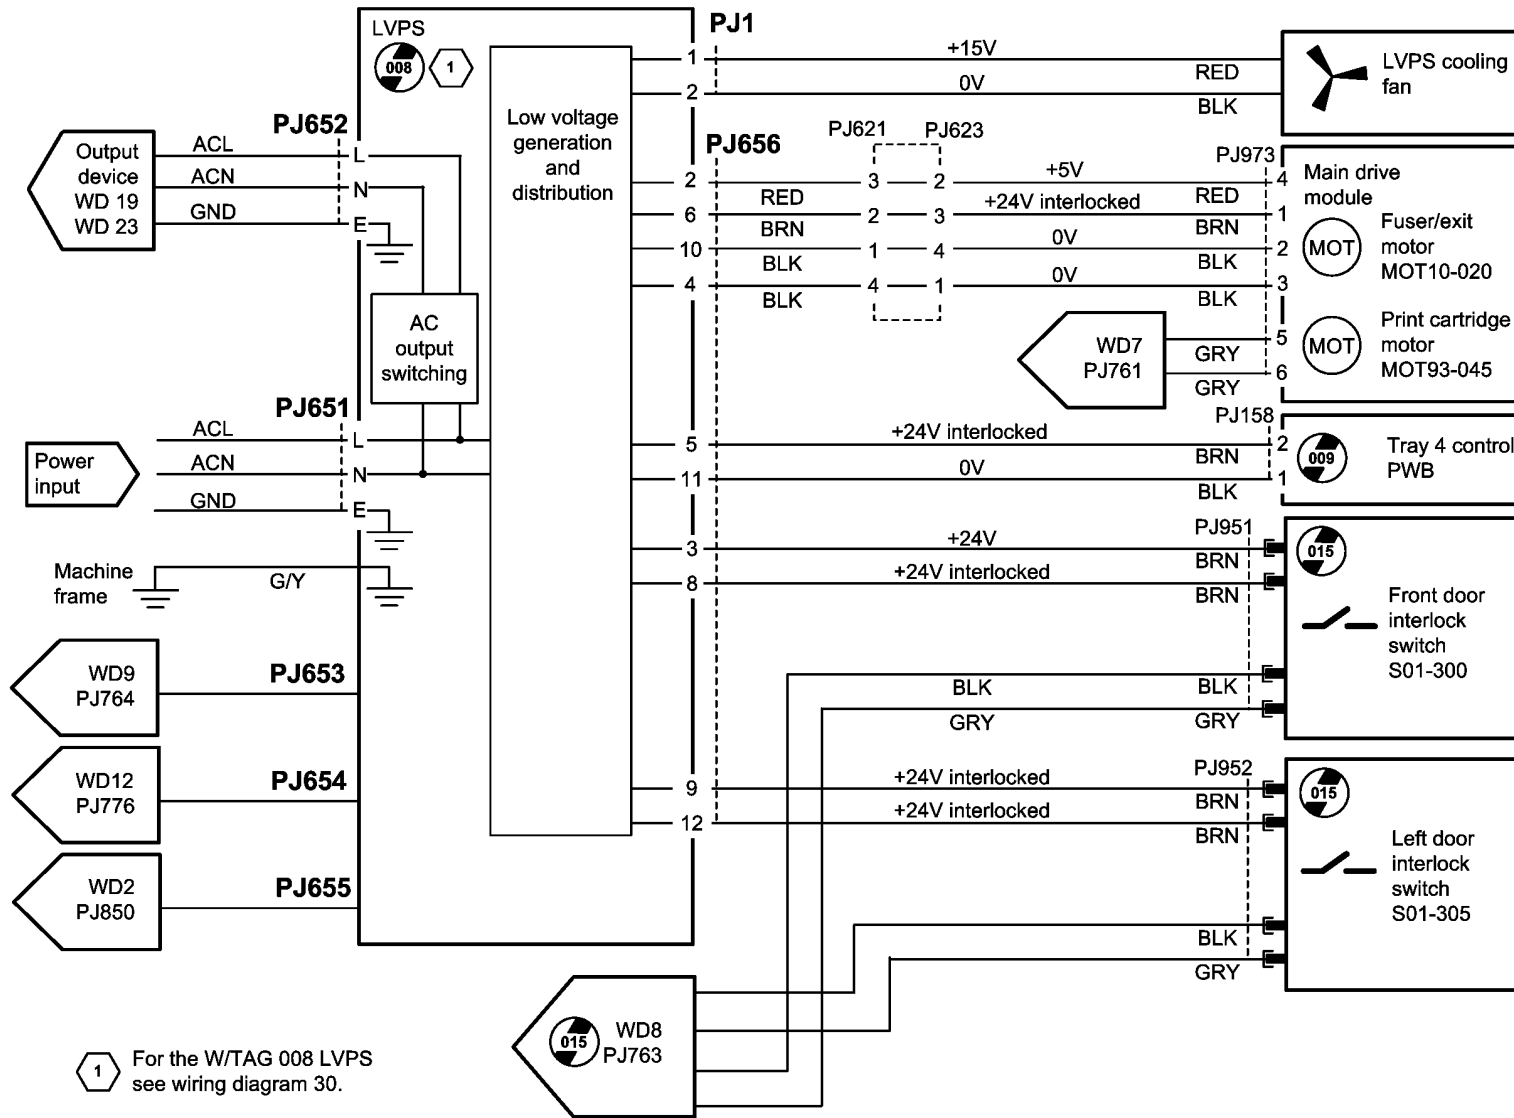 LVPS
008
1
Low voltage
generation
and
distribution
PJ1
1
+15V
RED
2
0V
BLK
LVPS cooling
fan
Output
device
WD 19
WD 23
PJ652
ACL
L
ACN
N
GND
E
AC
output
switching
PJ656
PJ621
PJ623
PJ973
2
RED
3
2
+5V
RED
4
6
BRN
2
3
+24V interlocked
BRN
1
10
BLK
1
4
0V
BLK
2
4
BLK
4
1
0V
BLK
3
Main drive
module
MOT
Fuser/exit
motor
MOT10-020
MOT
Print cartridge
motor
MOT93-045
WD7
PJ761
GRY
5
GRY
6
Power
input
PJ651
ACL
L
ACN
N
GND
E
Machine
frame
G/Y
PJ158
5
+24V interlocked
BRN
2
11
0V
BLK
1
009
Tray 4 control
PWB
PJ951
3
+24V
BRN
8
+24V interlocked
BRN
BLK
BLK
GRY
GRY
015
Front door
interlock
switch
S01-300
WD9
PJ764
PJ653
WD12
PJ776
PJ654
WD2
PJ850
PJ655
PJ952
9
+24V interlocked
BRN
12
+24V interlocked
BRN
BLK
GRY
015
Left door
interlock
switch
S01-305
015
WD8
PJ763
1
For the W/TAG 008 LVPS
see wiring diagram 30.